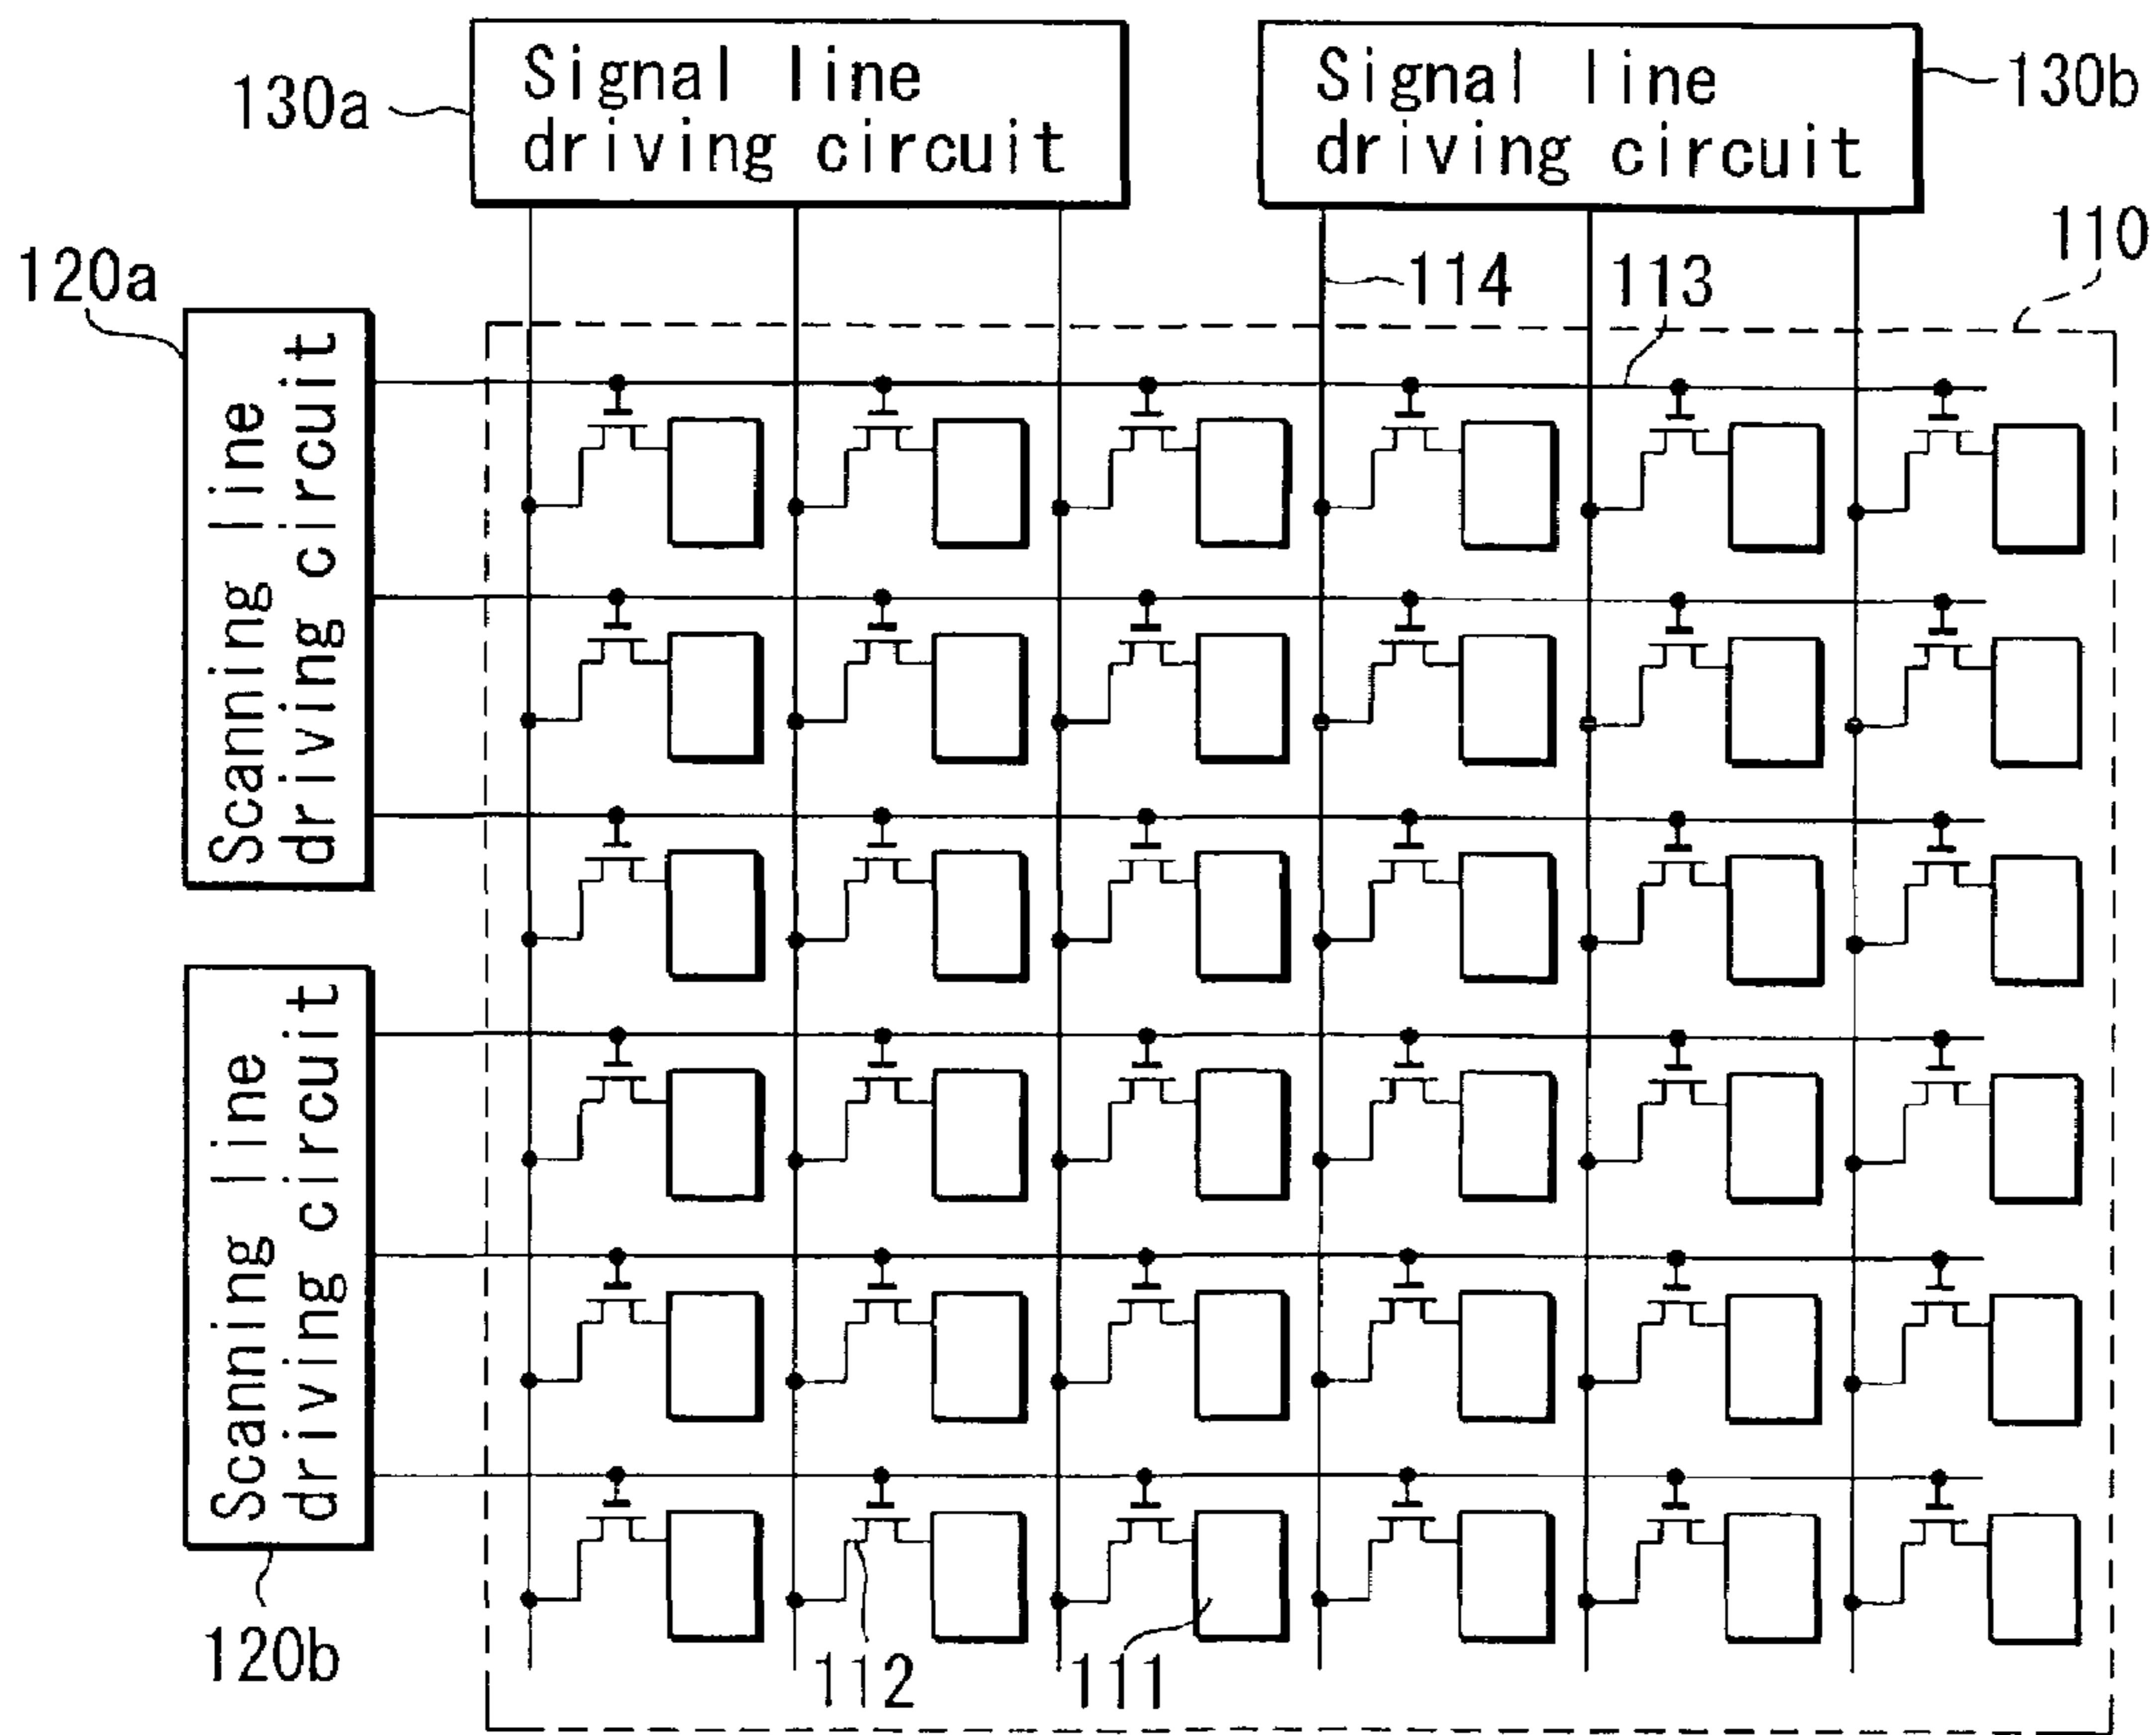 Signal line
driving circuit
130a
Signal line
driving circuit
130b
110
120a
114
113
Scanning line
driving circuit
Scanning line
driving circuit
120b
112
111